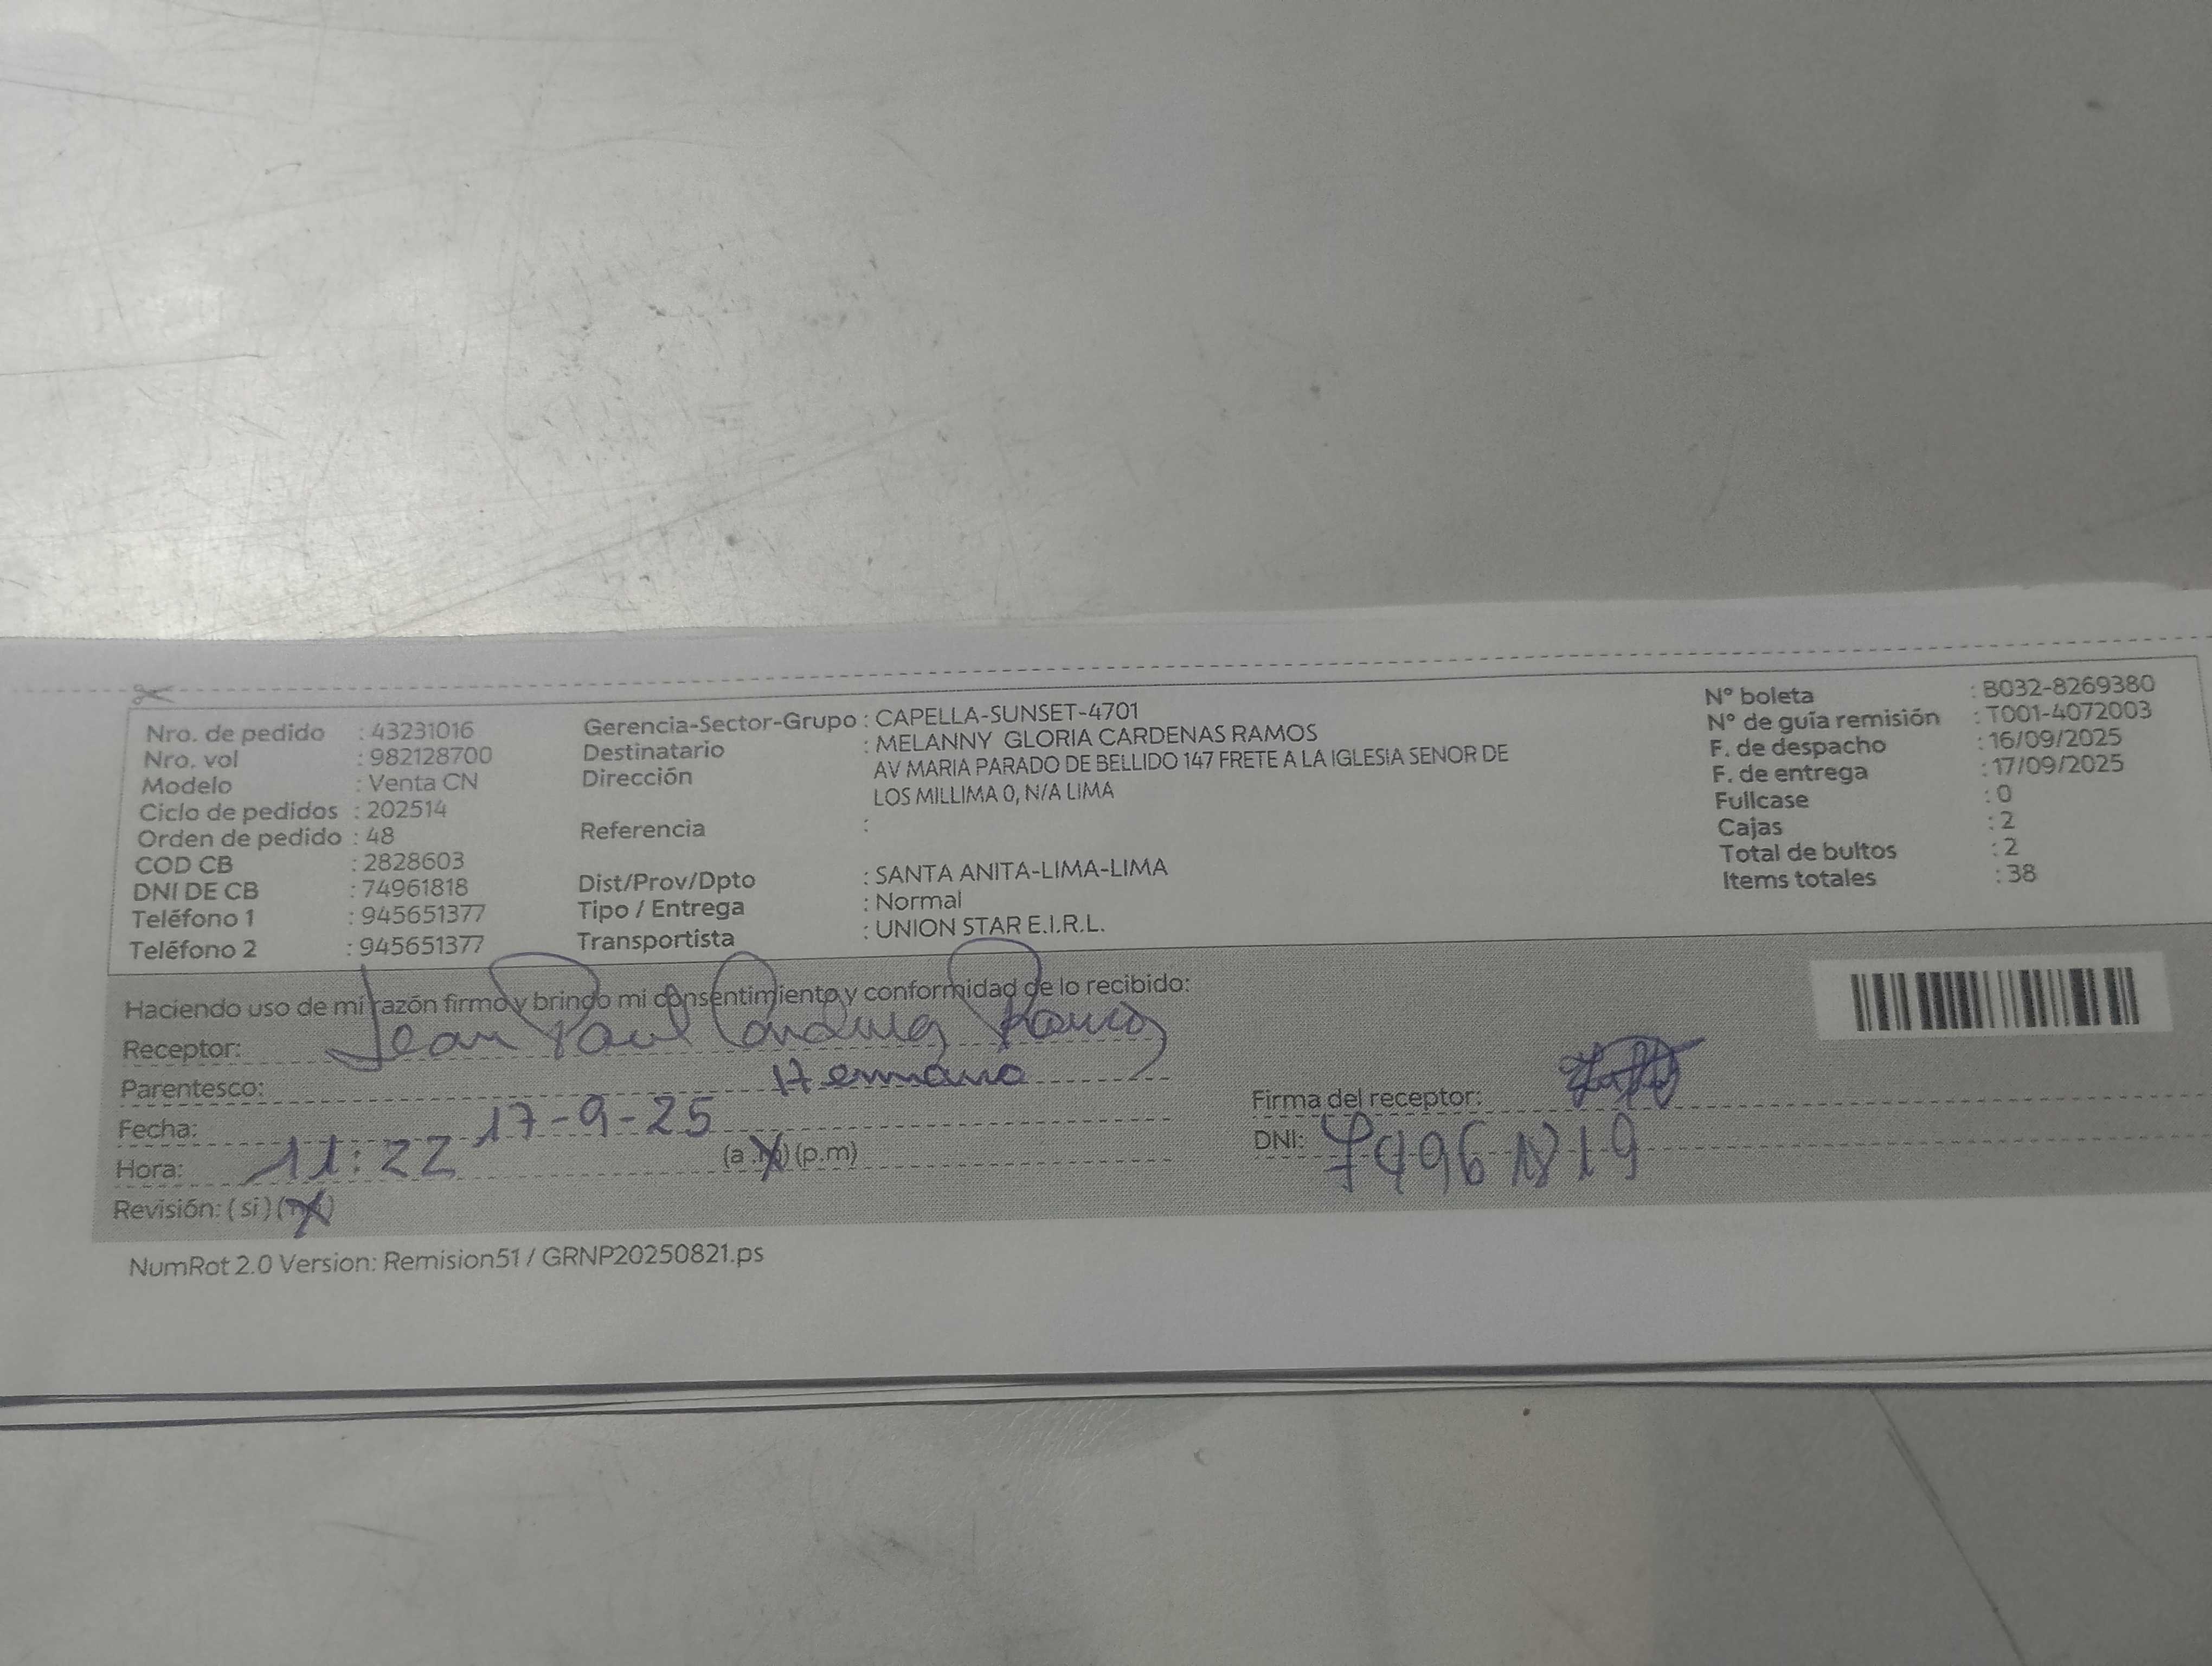 Nro. de pedido : 43231016
Nro. vol : 982128700
Modelo : Venta CN
Ciclo de pedidos : 202514
Orden de pedido : 48
COD CB : 2828603
DNI DE CB : 74961818
Teléfono 1 : 945651377
Teléfono 2 : 945651377
Gerencia-Sector-Grupo : CAPELLA-SUNSET-4701
Destinatario : MELANNY GLORIA CARDENAS RAMOS
Dirección AV MARIA PARADO DE BELLIDO 147 FRETE A LA IGLESIA SENOR DE
LOS MILLIMA 0, N/A LIMA
Referencia :
Dist/Prov/Dpto : SANTA ANITA-LIMA-LIMA
Tipo / Entrega : Normal
Transportista : UNION STAR E.I.R.L.
N° boleta : B032-8269380
N° de guía remisión : T001-4072003
F. de despacho : 16/09/2025
F. de entrega : 17/09/2025
Fullcase : 0
Cajas : 2
Total de bultos : 2
Items totales : 38
Haciendo uso de mi razón firmo y brindo mi consentimiento y conformidad de lo recibido:
Receptor: Jean Paul Ramos
Parentesco: Hermano
Fecha: 17-9-25
Hora: 11:22 (a.m) (p.m)
Revisión: (si) (no)
Firma del receptor:
DNI:
NumRot 2.0 Version: Remision51 / GRNP20250821.ps